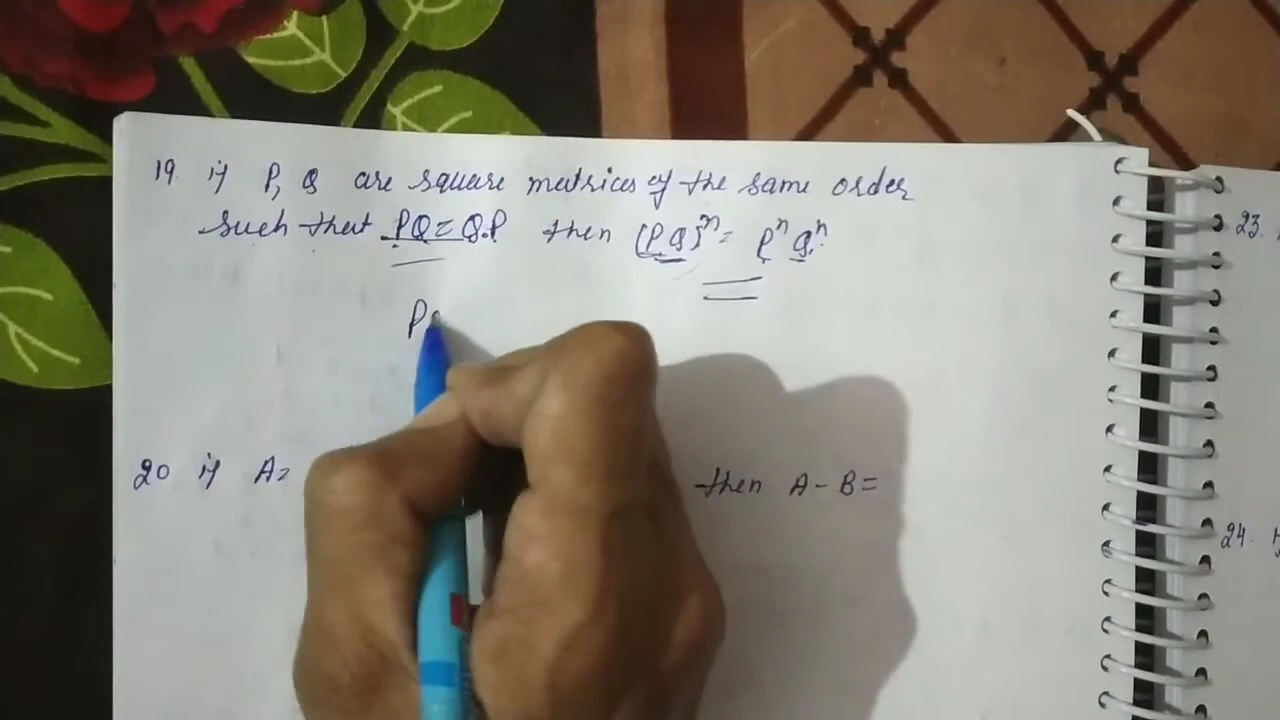 19. if P, Q are square matrices of the same order
such that PQ = Q.P then (PQ)ⁿ = PⁿQⁿ
P
20 if A=
then A - B =
23.
24.